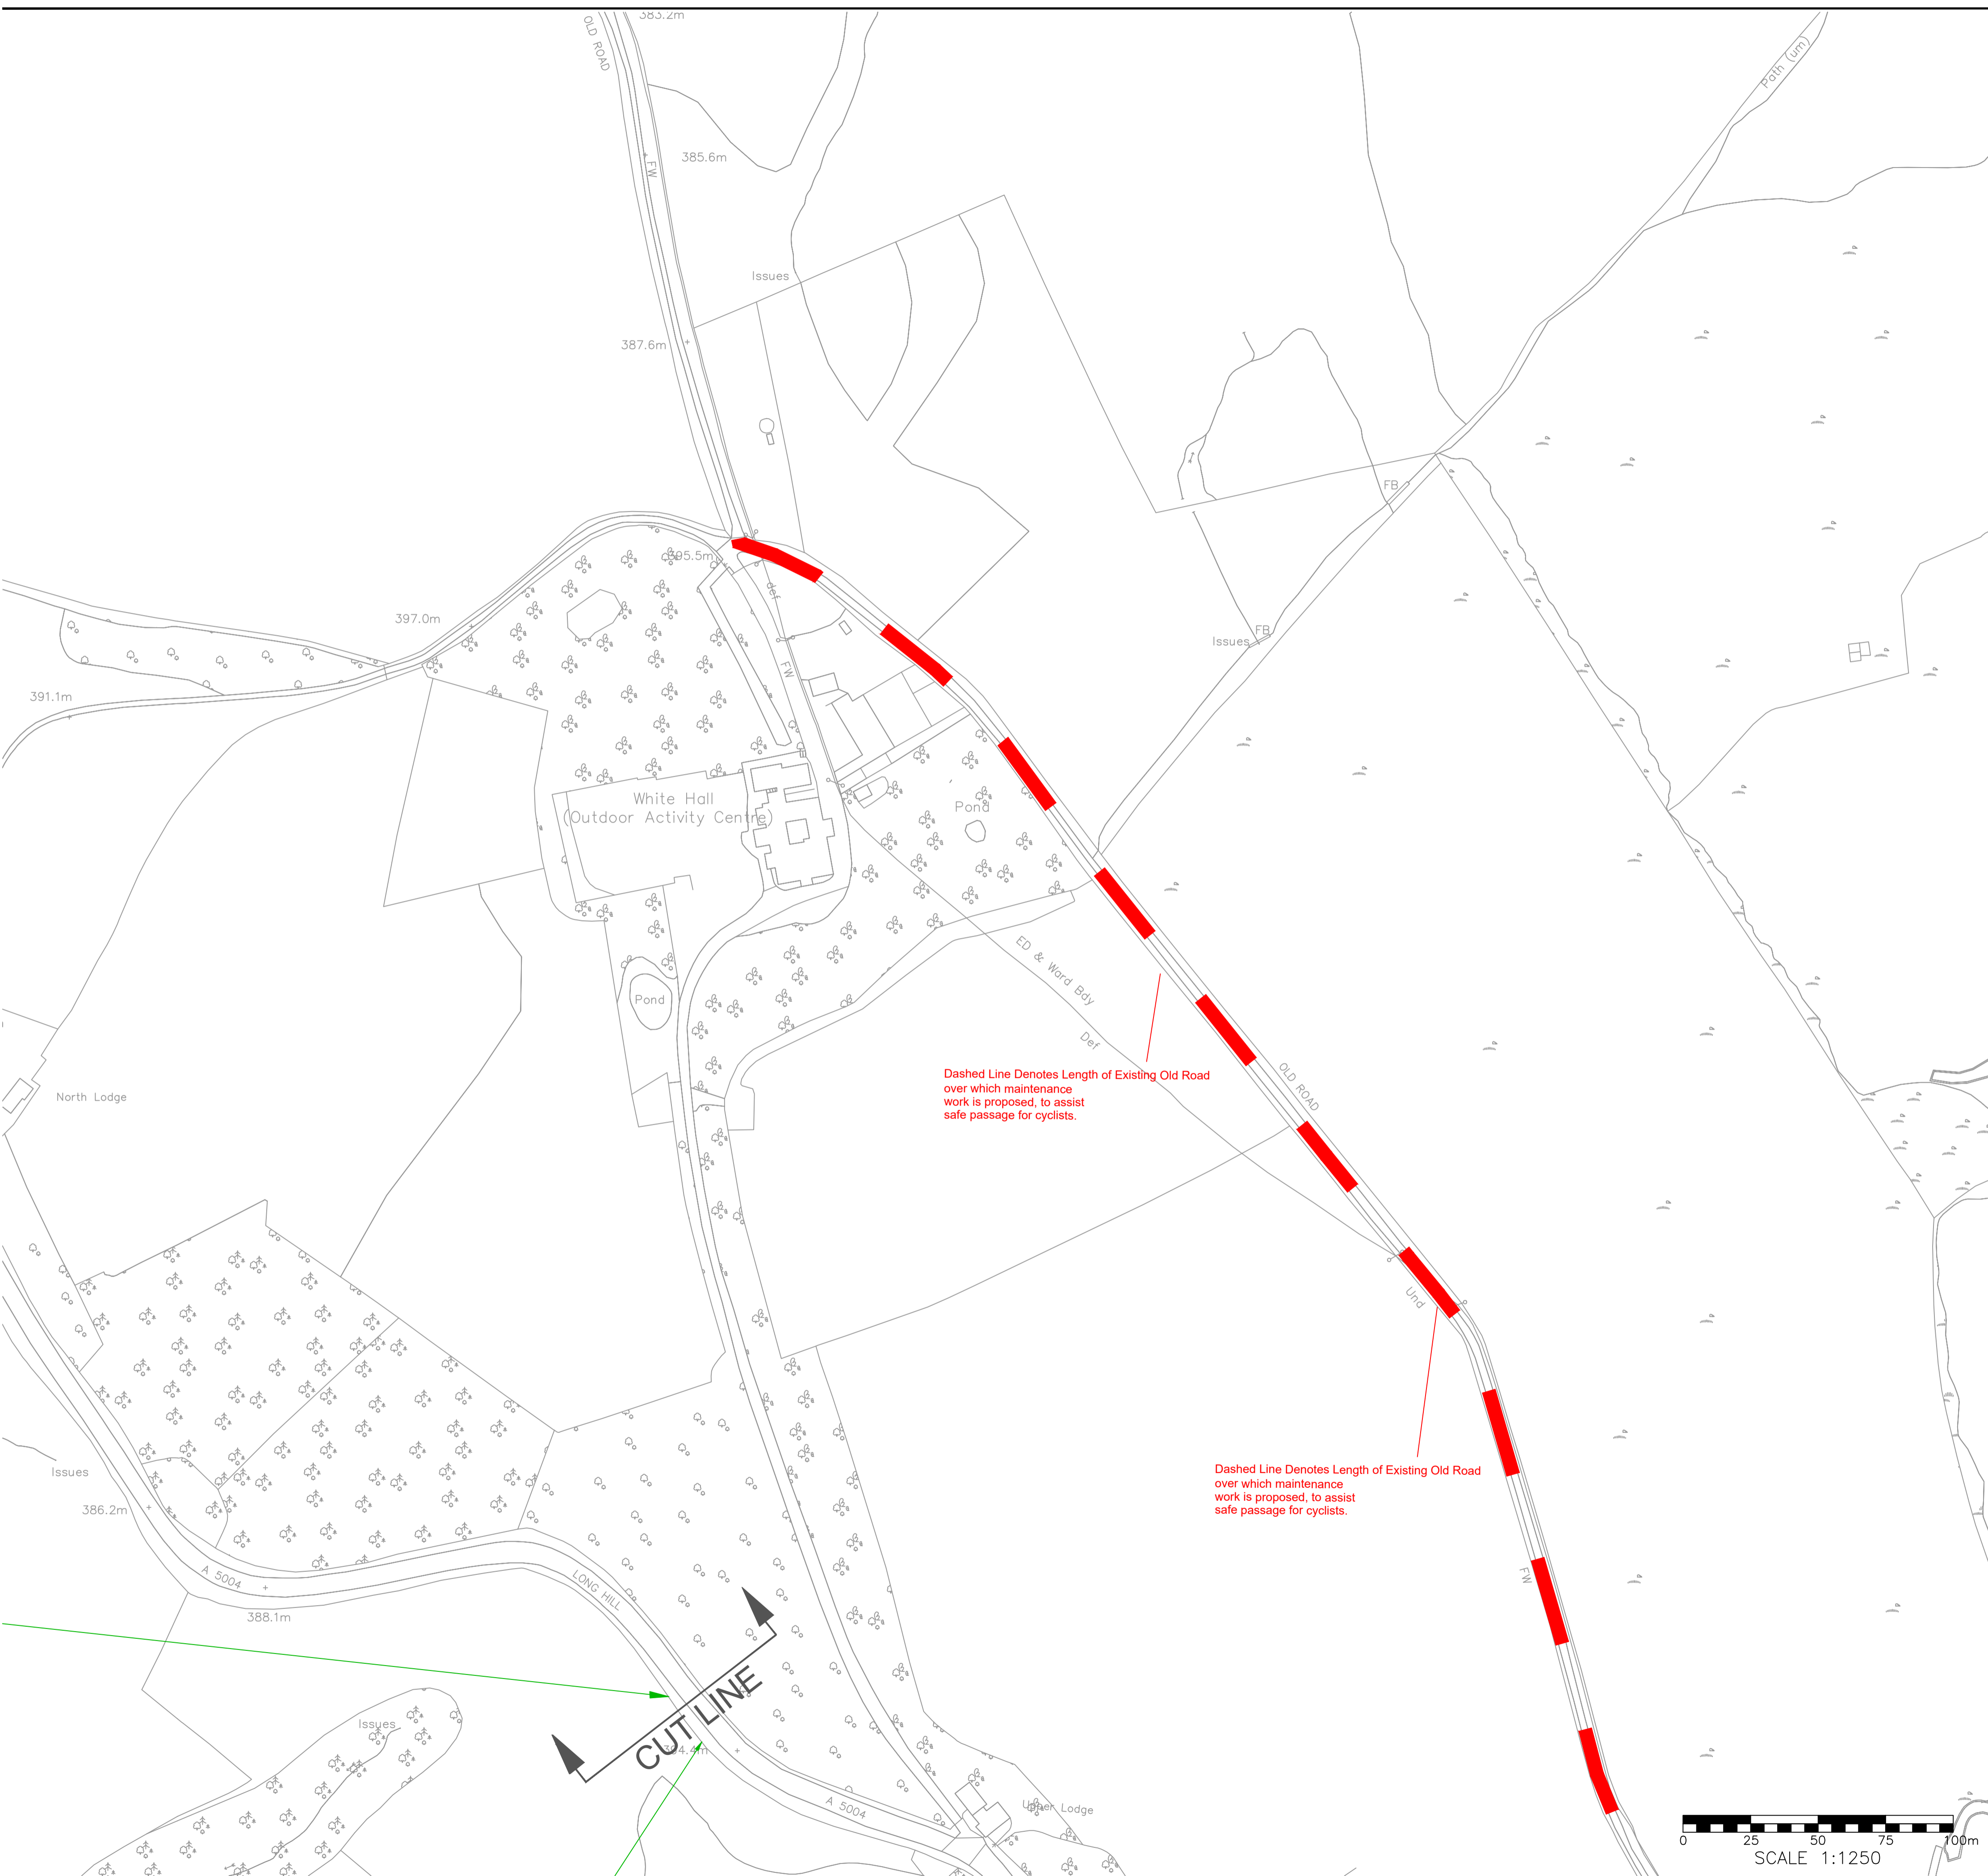 383.2m
OLD ROAD
Path (um)
FW
385.6m
Issues
387.6m
FB
395.5m
def
397.0m
FB
Issues
FW
391.1m
White Hall
(Outdoor Activity Centre)
Pond
ED & Ward Bdy
Pond
Def
Dashed Line Denotes Length of Existing Old Road
over which maintenance
work is proposed, to assist
safe passage for cyclists.
OLD ROAD
North Lodge
Und
Dashed Line Denotes Length of Existing Old Road
over which maintenance
work is proposed, to assist
safe passage for cyclists.
Issues
386.2m
FW
A 5004
LONG HILL
388.1m
CUT LINE
Issues
394.4m
A 5004
Upper Lodge
0 25 50 75 100m
SCALE 1:1250